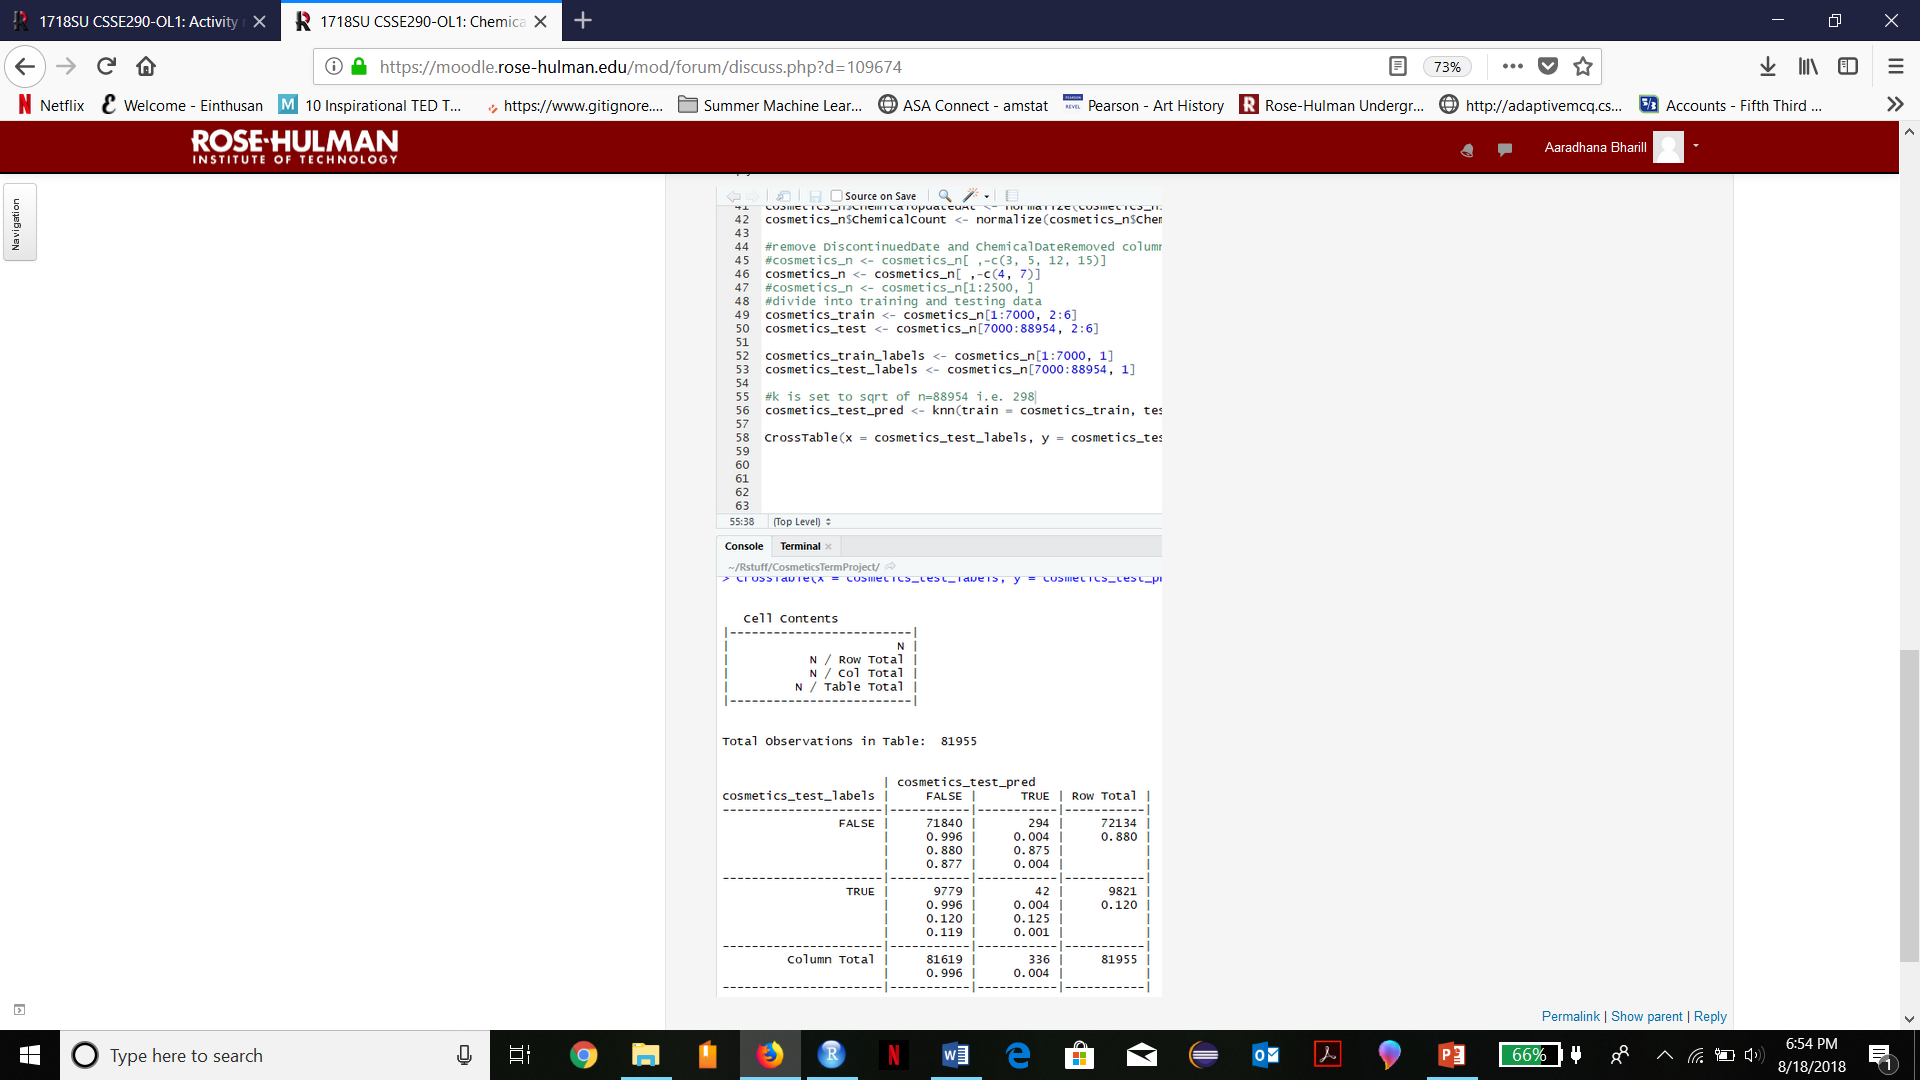 1718SU CSSE290-OL1: Activity
1718SU CSSE290-OL1: Chemica
https://moodle.rose-hulman.edu/mod/forum/discuss.php?d=109674
73%
Netflix
Welcome - Einthusan
10 Inspirational TED T...
https://www.gitignore....
Summer Machine Lear...
ASA Connect - amstat
Pearson - Art History
Rose-Hulman Undergr...
http://adaptivemcq.cs...
Accounts - Fifth Third ...
ROSE-HULMAN
INSTITUTE OF TECHNOLOGY
Aaradhana Bharill
Navigation
Source on Save
41 cosmetics_n$ChemicalUpdatedAt <- normalize(cosmetics_n$
42 cosmetics_n$ChemicalCount <- normalize(cosmetics_n$Chem
43
44 #remove DiscontinuedDate and ChemicalDateRemoved column
45 #cosmetics_n <- cosmetics_n[ ,-c(3, 5, 12, 15)]
46 cosmetics_n <- cosmetics_n[ ,-c(4, 7)]
47 #cosmetics_n <- cosmetics_n[1:2500, ]
48 #divide into training and testing data
49 cosmetics_train <- cosmetics_n[1:7000, 2:6]
50 cosmetics_test <- cosmetics_n[7000:88954, 2:6]
51
52 cosmetics_train_labels <- cosmetics_n[1:7000, 1]
53 cosmetics_test_labels <- cosmetics_n[7000:88954, 1]
54
55 #k is set to sqrt of n=88954 i.e. 298
56 cosmetics_test_pred <- knn(train = cosmetics_train, tes
57
58 CrossTable(x = cosmetics_test_labels, y = cosmetics_tes
59
60
61
62
63
55:38 (Top Level)
Console Terminal
~/Rstuff/CosmeticsTermProject/
> CrossTable(x = cosmetics_test_labels, y = cosmetics_test_pr
Cell Contents
|-------------------------|
| N |
| N / Row Total |
| N / Col Total |
| N / Table Total |
|-------------------------|
Total Observations in Table: 81955
| cosmetics_test_pred
cosmetics_test_labels | FALSE | TRUE | Row Total |
----------------------|-----------|-----------|-----------|
FALSE | 71840 | 294 | 72134 |
| 0.996 | 0.004 | 0.880 |
| 0.880 | 0.875 | |
| 0.877 | 0.004 | |
----------------------|-----------|-----------|-----------|
TRUE | 9779 | 42 | 9821 |
| 0.996 | 0.004 | 0.120 |
| 0.120 | 0.125 | |
| 0.119 | 0.001 | |
----------------------|-----------|-----------|-----------|
Column Total | 81619 | 336 | 81955 |
| 0.996 | 0.004 | |
----------------------|-----------|-----------|-----------|
Permalink | Show parent | Reply
Type here to search
66%
6:54 PM
8/18/2018
1